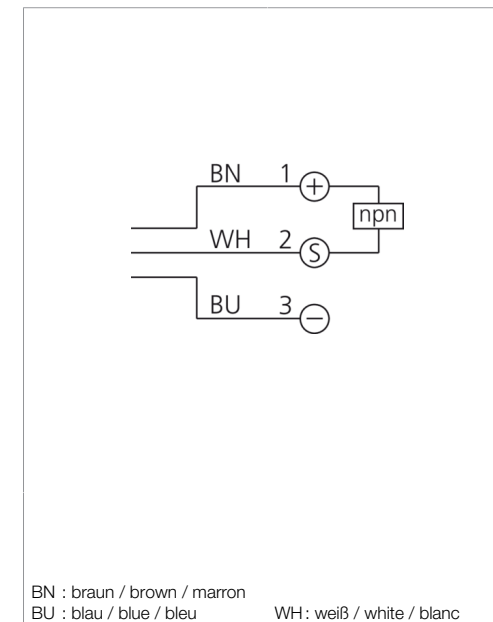 BN 1 +
npn
WH 2 S
BU 3 −
BN : braun / brown / marron
BU : blau / blue / bleu WH : weiß / white / blanc